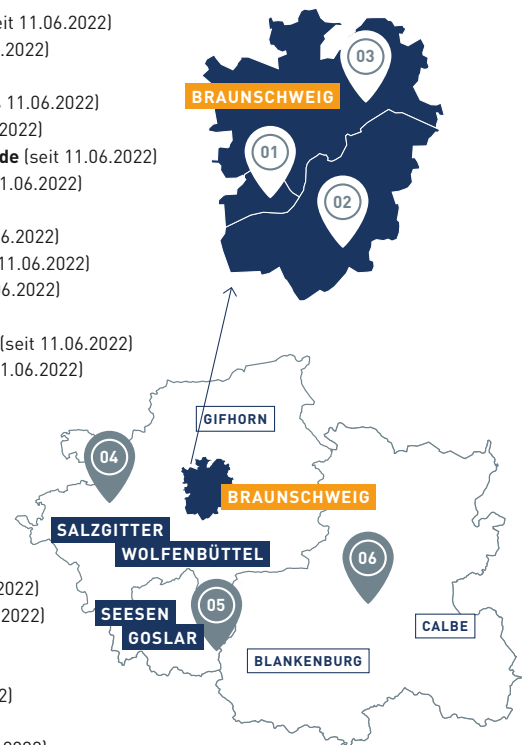 seit 11.06.2022)
.2022)
11.06.2022)
2022)
de (seit 11.06.2022)
1.06.2022)
6.2022)
11.06.2022)
06.2022)
(seit 11.06.2022)
1.06.2022)
2022)
2022)
2)
2022)
03
BRAUNSCHWEIG
01
02
GIFHORN
04
BRAUNSCHWEIG
SALZGITTER
WOLFENBÜTTEL
06
05
SEESEN
GOSLAR
CALBE
BLANKENBURG